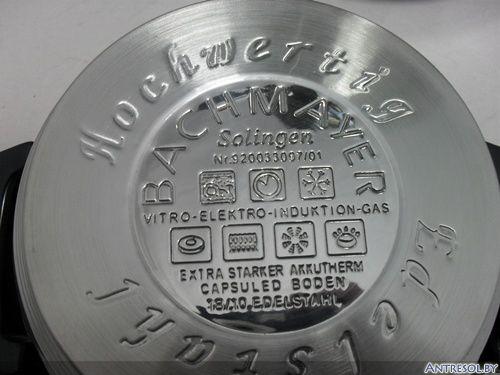 HochwertiG
BACHMAYER
Solingen
Nr.920033097/01
VITRO-ELEKTRO-INDUKTION-GAS
EXTRA STARKER AKKUTHERM
CAPSULED BODEN
18/10 EDELSTAHL
Edelstahl
ANTRESOL.BY